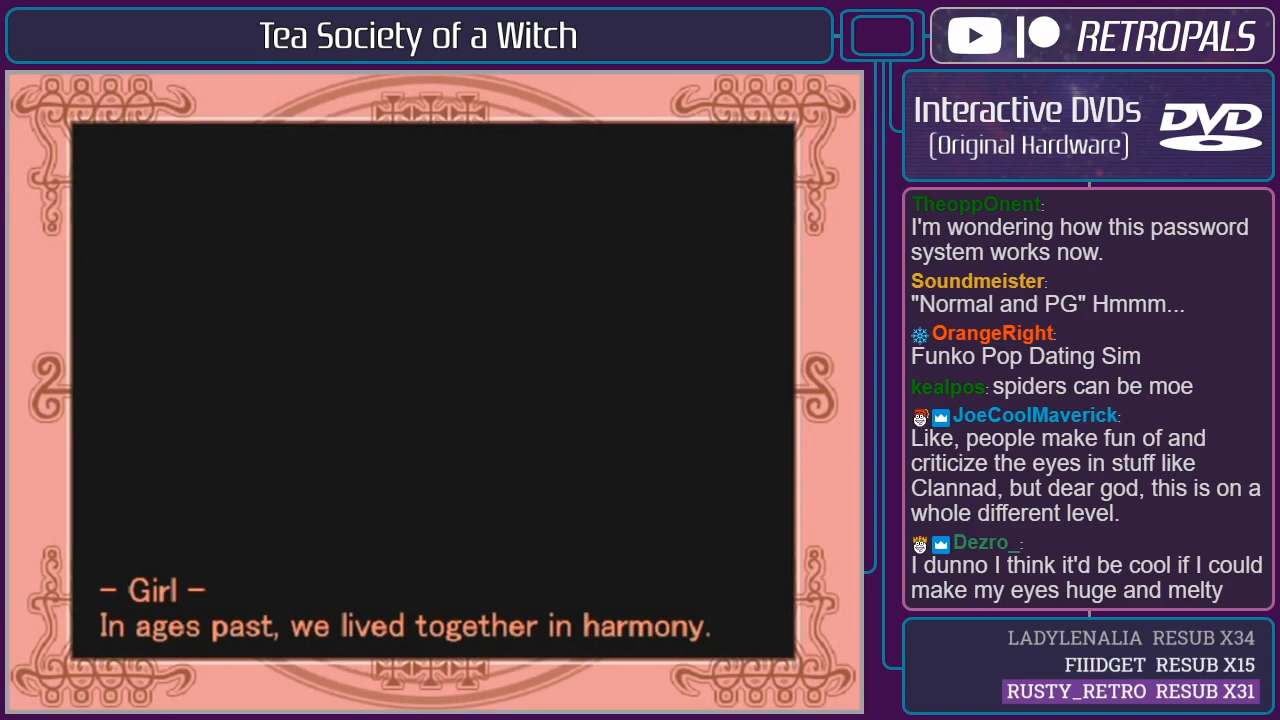 Tea Society of a Witch
RETROPALS
Interactive DVDs
(Original Hardware)
DVD
TheoppOnent:
I'm wondering how this password
system works now.
Soundmeister:
"Normal and PG" Hmmm...
OrangeRight:
Funko Pop Dating Sim
kealpos: spiders can be moe
JoeCoolMaverick:
Like, people make fun of and
criticize the eyes in stuff like
Clannad, but dear god, this is on a
whole different level.
Dezro_:
I dunno I think it'd be cool if I could
make my eyes huge and melty
– Girl –
In ages past, we lived together in harmony.
LADYLENALIA RESUB X34
FIIIDGET RESUB X15
RUSTY_RETRO RESUB X31